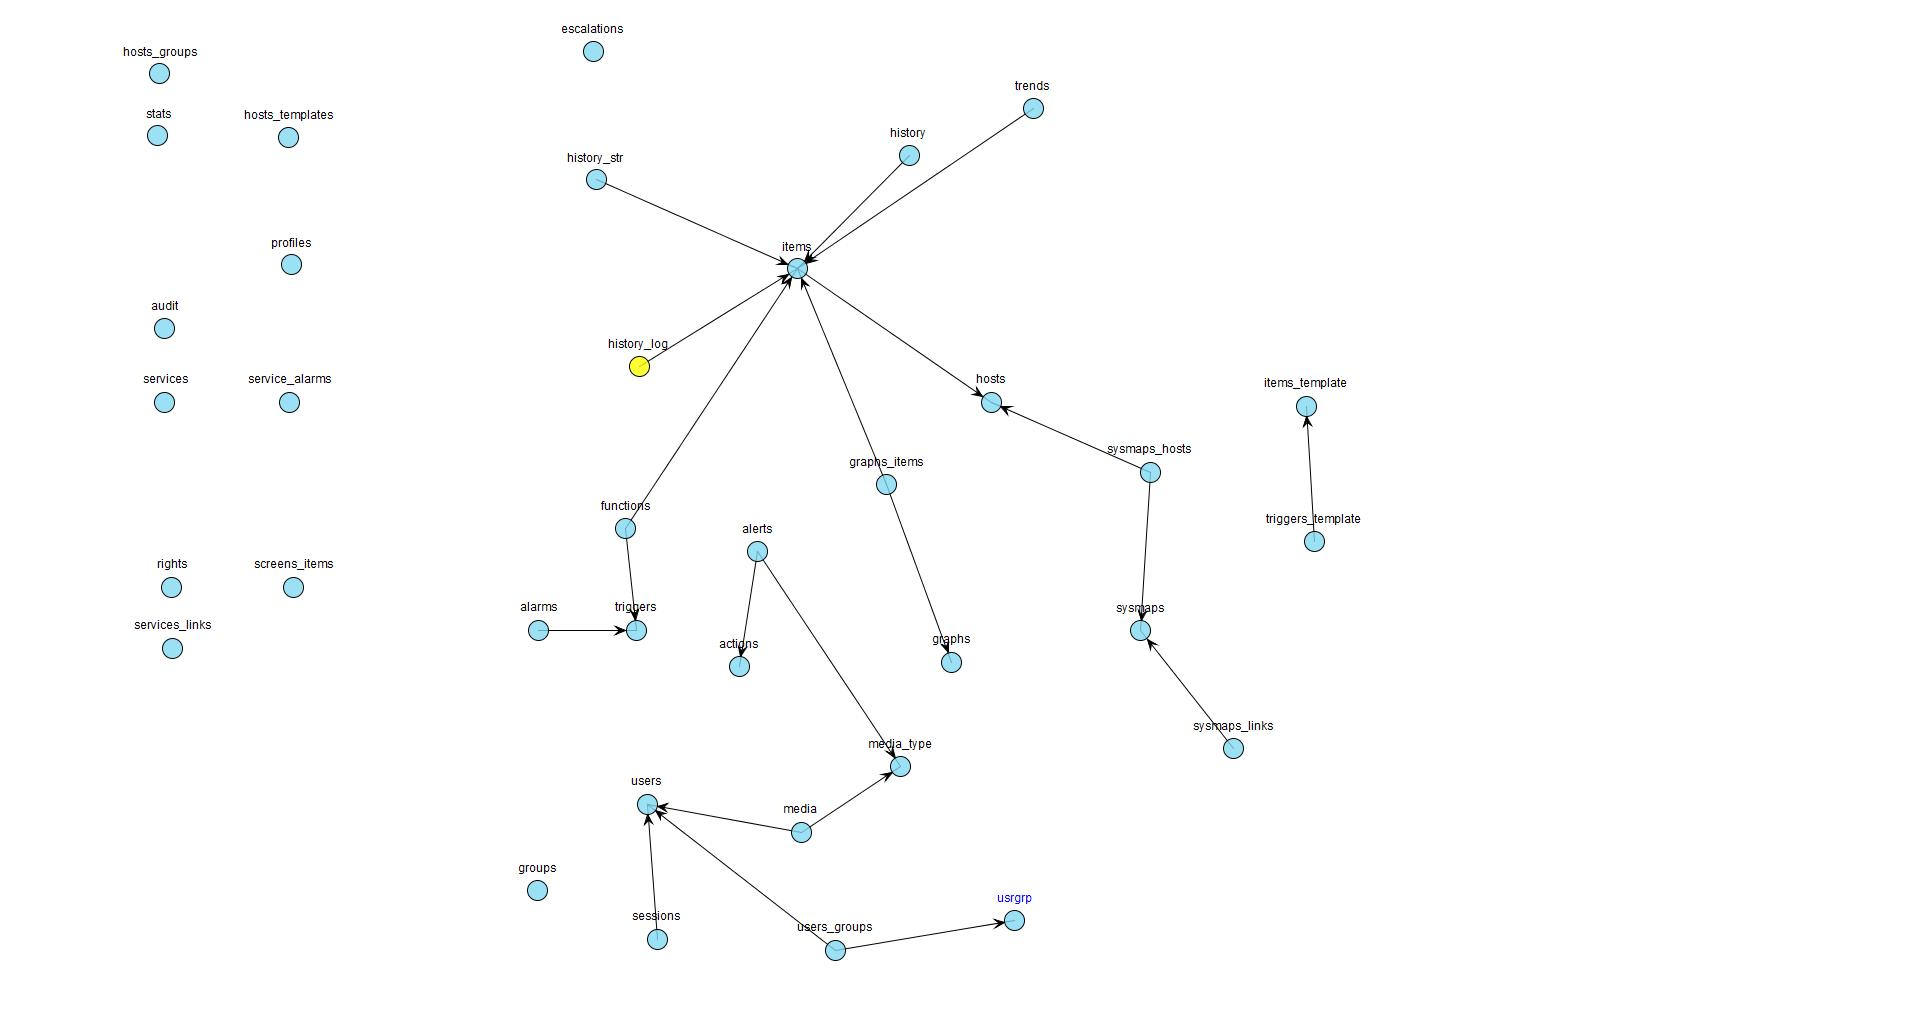 escalations
hosts_groups
trends
stats
hosts_templates
history
history_str
profiles
items
audit
history_log
services
service_alarms
hosts
items_template
sysmaps_hosts
graphs_items
functions
triggers_template
alerts
rights
screens_items
alarms
triggers
sysmaps
services_links
graphs
actions
sysmaps_links
media_type
users
media
groups
usrgrp
sessions
users_groups